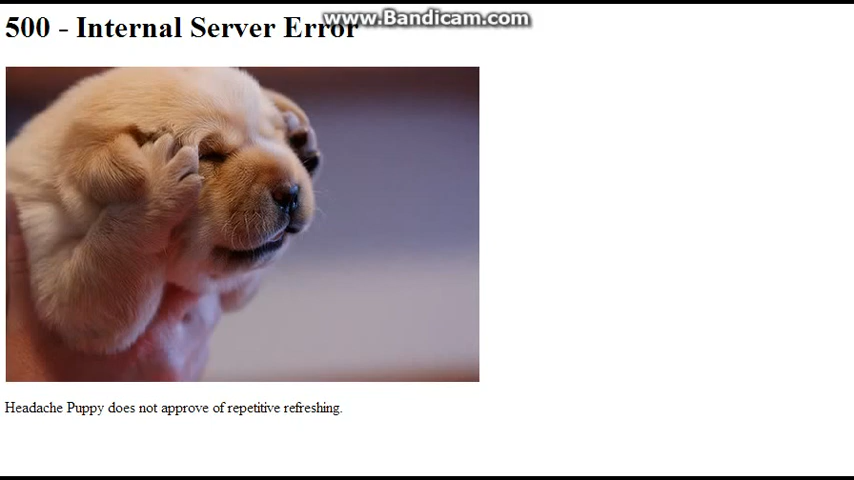 www.Bandicam.com
500 - Internal Server Error
Headache Puppy does not approve of repetitive refreshing.